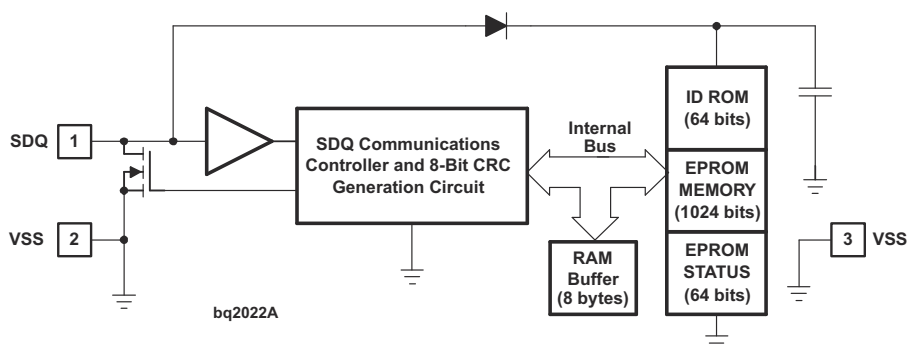 ID ROM
(64 bits)
SDQ
1
SDQ Communications
Controller and 8-Bit CRC
Generation Circuit
Internal
Bus
EPROM
MEMORY
(1024 bits)
VSS
2
RAM
Buffer
(8 bytes)
EPROM
STATUS
(64 bits)
3
VSS
bq2022A